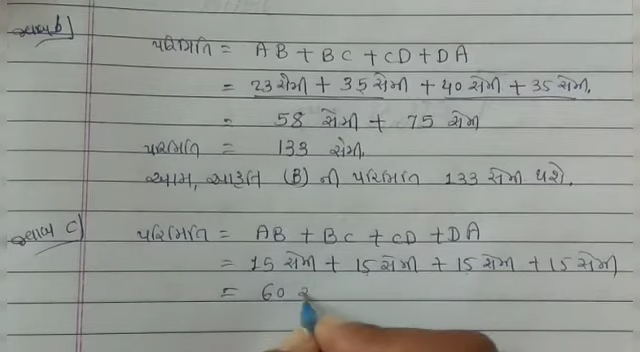 જવાબ b) પરિમિતિ = AB + BC + CD + DA
= 23 સેમી + 35 સેમી + 40 સેમી + 35 સેમી.
= 58 સેમી + 75 સેમી
પરિમિતિ = 133 સેમી.
આમ, આકૃતિ (B) ની પરિમિતિ 133 સેમી થશે.
જવાબ c) પરિમિતિ = AB + BC + CD + DA
= 15 સેમી + 15 સેમી + 15 સેમી + 15 સેમી
= 60